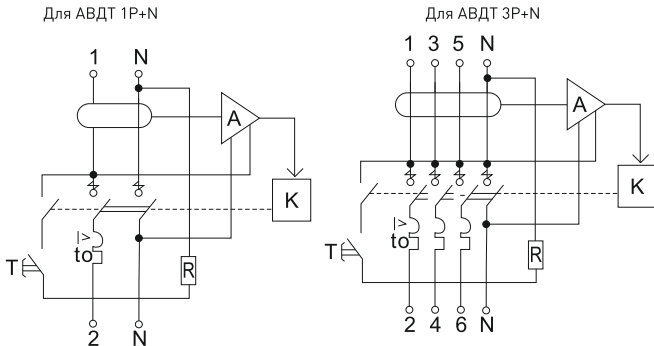 Для АВДТ 1P+N
Для АВДТ 3P+N
1 N
1 3 5 N
A
A
K
K
I>
to
I>
to
T
R
T
R
2 N
2 4 6 N